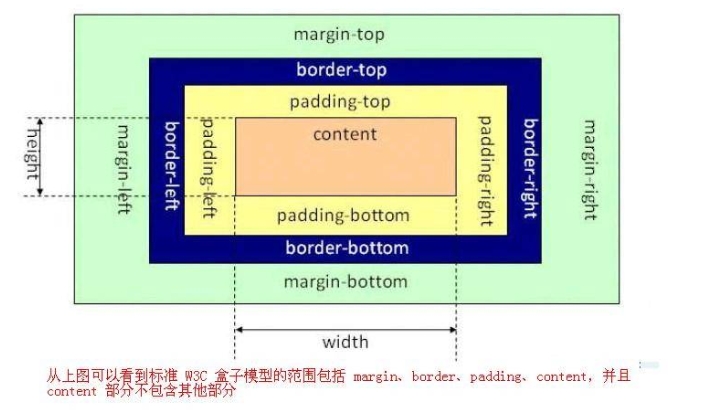 margin-top
border-top
padding-top
content
height
margin-left
border-left
padding-left
padding-right
border-right
margin-right
padding-bottom
border-bottom
margin-bottom
width
从上图可以看到标准 W3C 盒子模型的范围包括 margin、border、padding、content, 并且
content 部分不包含其他部分